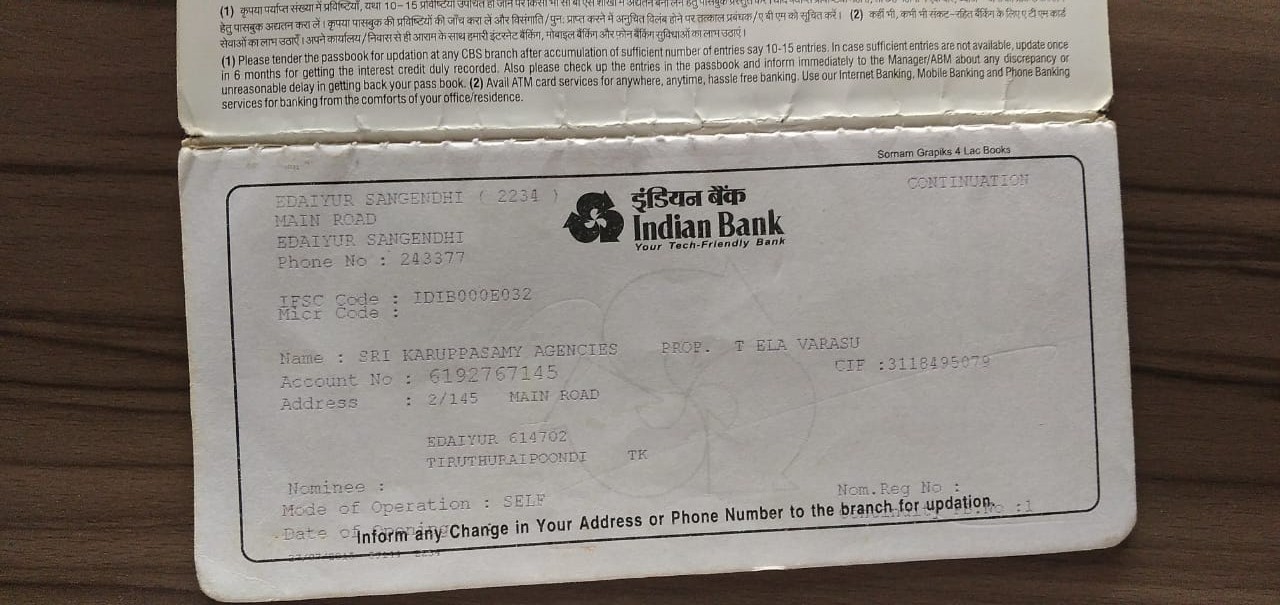 (1) कृपया पर्याप्त संख्या में प्रविष्टियों, यथा 10-15 प्रविष्टियाँ
हेतु पासबुक अद्यतन करा लें। कृपया पासबुक की प्रविष्टियों की जाँच करा लें और विसंगति/पुन: प्राप्त करने में अनुचित विलंब होने पर तत्काल प्रबंधक/ए बी एम को सूचित करें। (2) कहीं भी, कभी भी संकट-रहित बैंकिंग के लिए ए टी एम कार्ड
सेवाओं का लाभ उठाएँ। अपने कार्यालय/निवास से ही आराम के साथ हमारी इंटरनेट बैंकिंग, मोबाइल बैंकिंग और फ़ोन बैंकिंग सुविधाओं का लाभ उठाएँ।
(1) Please tender the passbook for updation at any CBS branch after accumulation of sufficient number of entries say 10-15 entries. In case sufficient entries are not available, update once
in 6 months for getting the interest credit duly recorded. Also please check up the entries in the passbook and inform immediately to the Manager/ABM about any discrepancy or
unreasonable delay in getting back your pass book. (2) Avail ATM card services for anywhere, anytime, hassle free banking. Use our Internet Banking, Mobile Banking and Phone Banking
services for banking from the comforts of your office/residence.
Somam Grapiks 4 Lac Books
EDAIYUR SANGENDHI ( 2234 )
इंडियन बैंक
CONTINUATION
MAIN ROAD
Indian Bank
EDAIYUR SANGENDHI
Your Tech-Friendly Bank
Phone No : 243377
IFSC Code : IDIB000E032
Micr Code :
Name : SRI KARUPPASAMY AGENCIES PROP. T ELA VARASU
Account No : 6192767145 CIF :3118495079
Address : 2/145 MAIN ROAD
EDAIYUR 614702
TIRUTHURAIPOONDI TK
Nominee : Nom.Reg No :
Mode of Operation : SELF
Date of Opening
Inform any Change in Your Address or Phone Number to the branch for updation.
:1